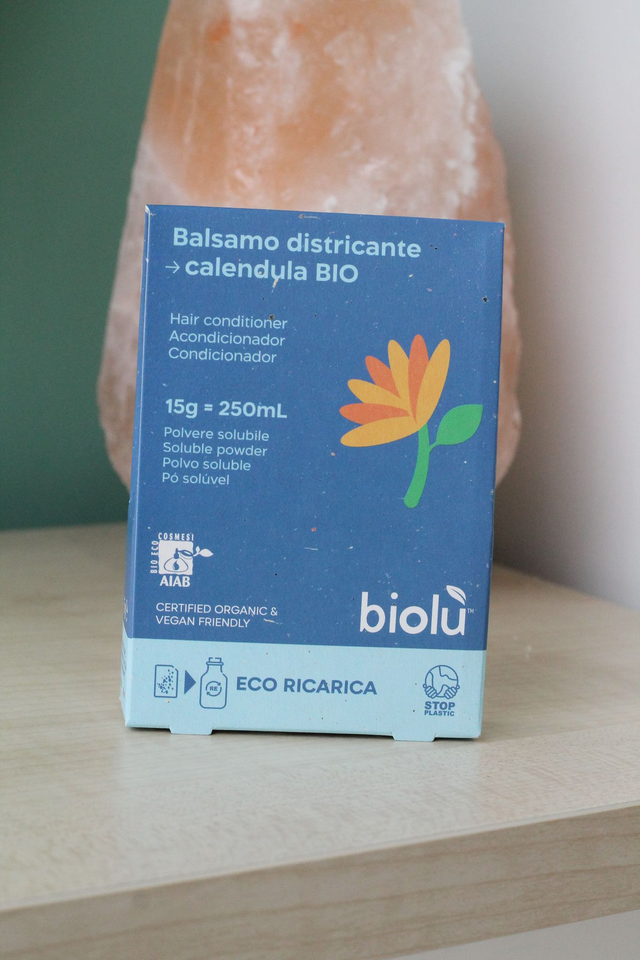 Balsamo districante
→ calendula BIO
Hair conditioner
Acondicionador
Condicionador
15g = 250mL
Polvere solubile
Soluble powder
Polvo soluble
Pó solúvel
COSMESI
BIO ECO
AIAB
CERTIFIED ORGANIC &
VEGAN FRIENDLY
biolù™
RE
ECO RICARICA
STOP
PLASTIC